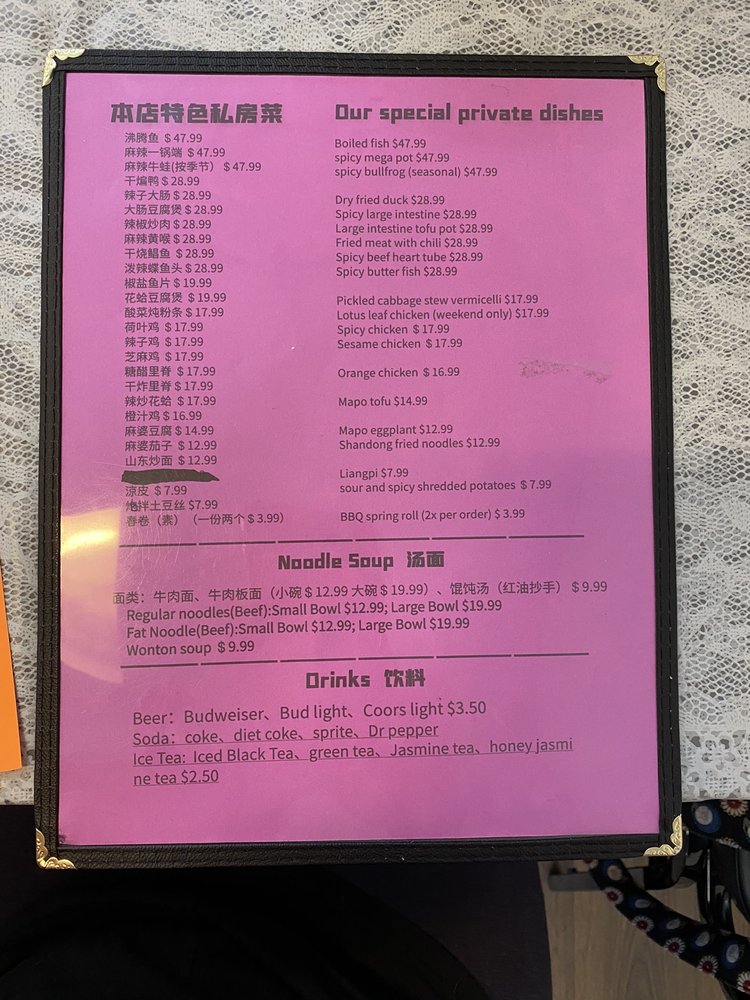 本店特色私房菜
沸腾鱼 $47.99
麻辣一锅端 $47.99
麻辣牛蛙(按季节) $47.99
干煸鸭 $28.99
辣子大肠 $28.99
大肠豆腐煲 $28.99
辣椒炒肉 $28.99
麻辣黄喉 $28.99
干烧鲳鱼 $28.99
泼辣蝶鱼头 $28.99
椒盐鱼片 $19.99
花蛤豆腐煲 $19.99
酸菜炖粉条 $17.99
荷叶鸡 $17.99
辣子鸡 $17.99
芝麻鸡 $17.99
糖醋里脊 $17.99
干炸里脊 $17.99
辣炒花蛤 $17.99
橙汁鸡 $16.99
麻婆豆腐 $14.99
麻婆茄子 $12.99
山东炒面 $12.99
凉皮 $7.99
炝拌土豆丝 $7.99
春卷（素）（一份两个 $3.99）
Our special private dishes
Boiled fish $47.99
spicy mega pot $47.99
spicy bullfrog (seasonal) $47.99
Dry fried duck $28.99
Spicy large intestine $28.99
Large intestine tofu pot $28.99
Fried meat with chili $28.99
Spicy beef heart tube $28.99
Spicy butter fish $28.99
Pickled cabbage stew vermicelli $17.99
Lotus leaf chicken (weekend only) $17.99
Spicy chicken $17.99
Sesame chicken $17.99
Orange chicken $16.99
Mapo tofu $14.99
Mapo eggplant $12.99
Shandong fried noodles $12.99
Liangpi $7.99
sour and spicy shredded potatoes $7.99
BBQ spring roll (2x per order) $3.99
Noodle Soup 汤面
面类：牛肉面、牛肉板面（小碗 $12.99 大碗 $19.99）、馄饨汤（红油抄手）$9.99
Regular noodles(Beef):Small Bowl $12.99; Large Bowl $19.99
Fat Noodle(Beef):Small Bowl $12.99; Large Bowl $19.99
Wonton soup $9.99
Drinks 饮料
Beer：Budweiser、Bud light、Coors light $3.50
Soda：coke、diet coke、sprite、Dr pepper
Ice Tea: Iced Black Tea、green tea、Jasmine tea、honey jasmi
ne tea $2.50